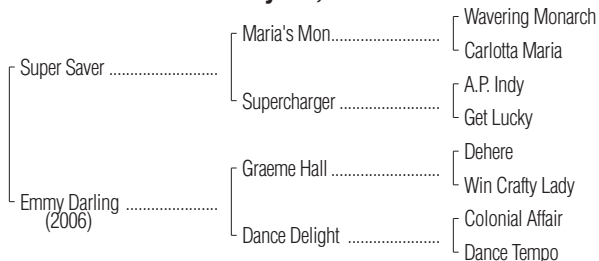 Wavering Monarch
Maria's Mon
Carlotta Maria
Super Saver
A.P. Indy
Supercharger
Get Lucky
Dehere
Graeme Hall
Win Crafty Lady
Emmy Darling
(2006)
Colonial Affair
Dance Delight
Dance Tempo